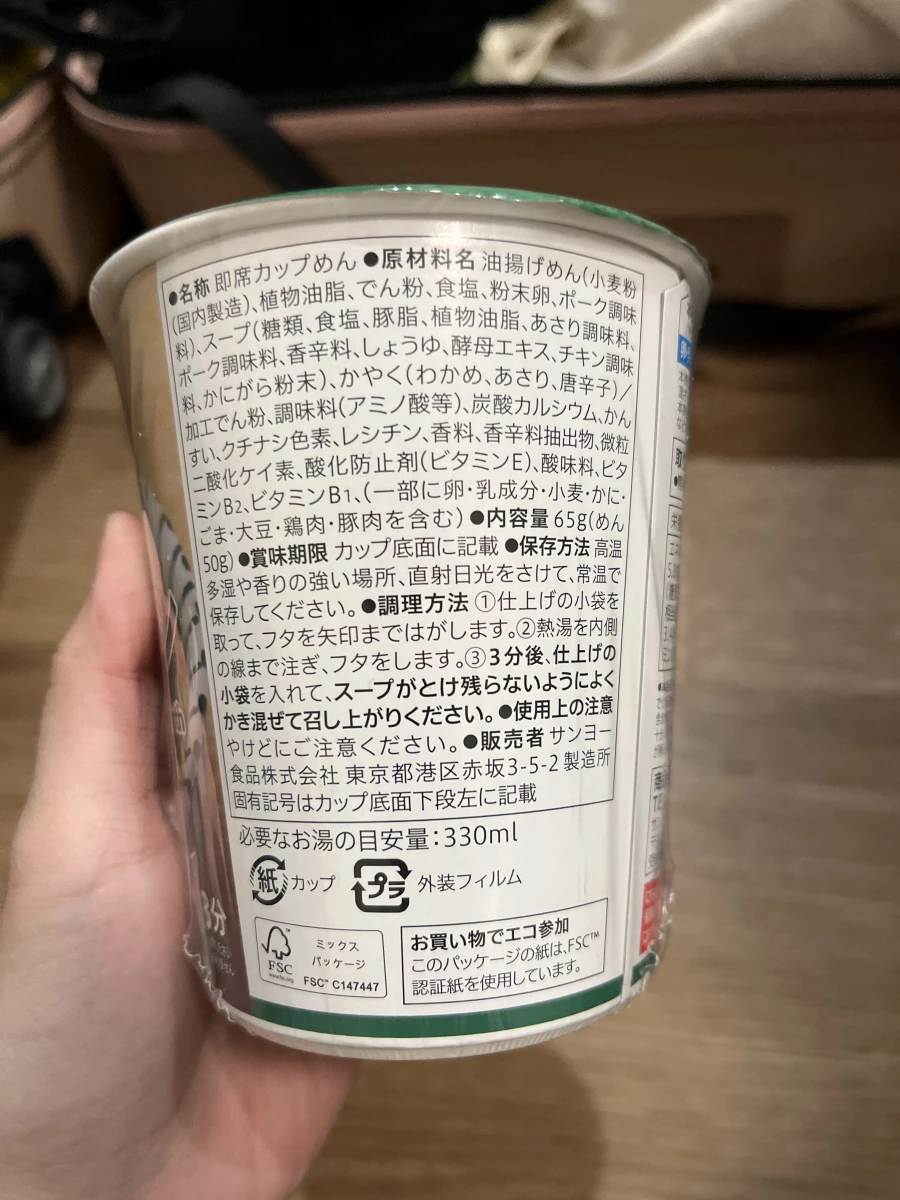 ●名称 即席カップめん ●原材料名 油揚げめん(小麦粉
(国内製造)、植物油脂、でん粉、食塩、粉末卵、ポーク調味
料)、スープ(糖類、食塩、豚脂、植物油脂、あさり調味料、
ポーク調味料、香辛料、しょうゆ、酵母エキス、チキン調味
料、かにがら粉末)、かやく(わかめ、あさり、唐辛子)/
加工でん粉、調味料(アミノ酸等)、炭酸カルシウム、かん
すい、クチナシ色素、レシチン、香料、香辛料抽出物、微粒
二酸化ケイ素、酸化防止剤(ビタミンE)、酸味料、ビタ
ミンB2、ビタミンB1、(一部に卵・乳成分・小麦・かに・
ごま・大豆・鶏肉・豚肉を含む) ●内容量 65g(めん
50g) ●賞味期限 カップ底面に記載 ●保存方法 高温
多湿や香りの強い場所、直射日光をさけて、常温で
保存してください。●調理方法 ①仕上げの小袋を
取って、フタを矢印まではがします。②熱湯を内側
の線まで注ぎ、フタをします。③3分後、仕上げの
小袋を入れて、スープがとけ残らないようによく
かき混ぜて召し上がりください。●使用上の注意
やけどにご注意ください。●販売者 サンヨー
食品株式会社 東京都港区赤坂3-5-2 製造所
固有記号はカップ底面下段左に記載
必要なお湯の目安量:330ml
紙 カップ プラ 外装フィルム
FSC™
www.fsc.org
ミックス
パッケージ
FSC™ C147447
お買い物でエコ参加
このパッケージの紙は、FSC™
認証紙を使用しています。
3分